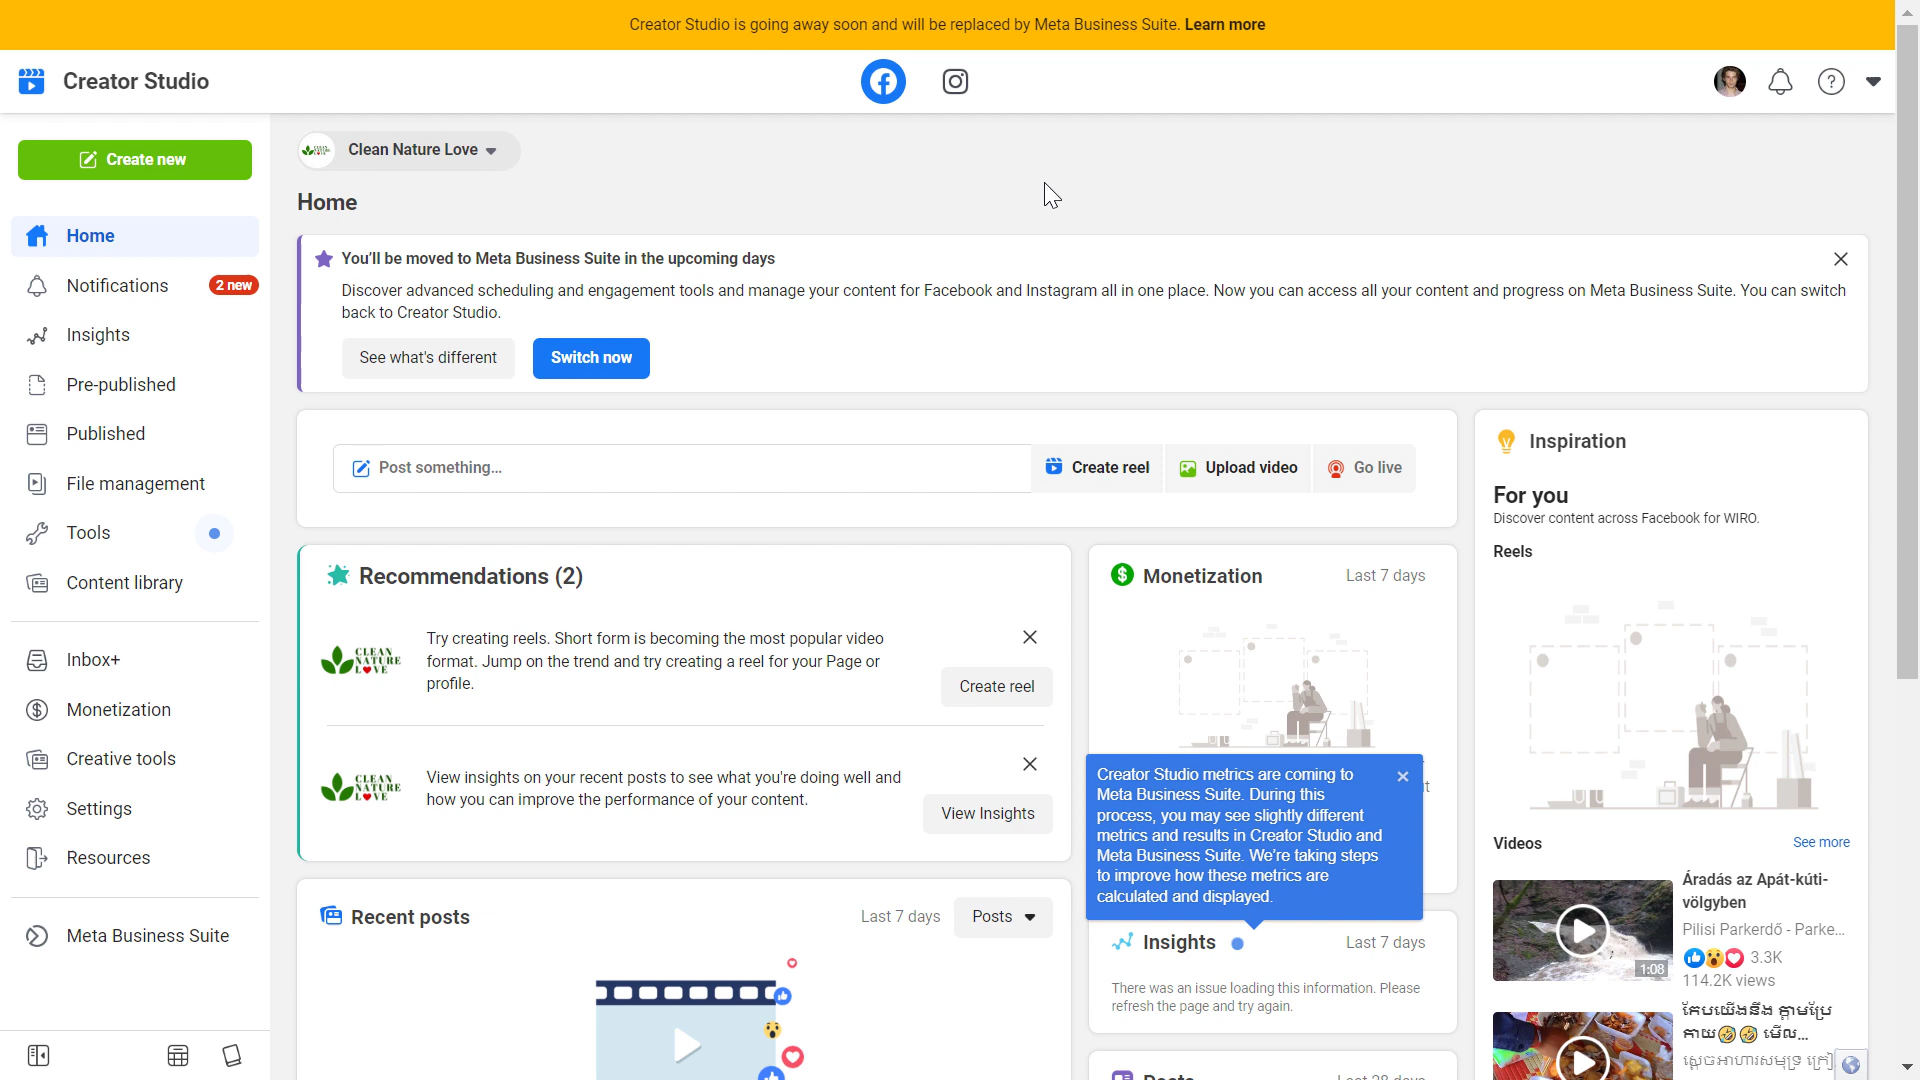 Creator Studio is going away soon and will be replaced by Meta Business Suite. Learn more
Creator Studio
Create new
Home
Notifications
2 new
Insights
Pre-published
Published
File management
Tools
Content library
Inbox+
Monetization
Creative tools
Settings
Resources
Meta Business Suite
Clean Nature Love
Home
You'll be moved to Meta Business Suite in the upcoming days
Discover advanced scheduling and engagement tools and manage your content for Facebook and Instagram all in one place. Now you can access all your content and progress on Meta Business Suite. You can switch
back to Creator Studio.
See what's different
Switch now
Post something...
Create reel
Upload video
Go live
Recommendations (2)
CLEAN
NATURE
LOVE
Try creating reels. Short form is becoming the most popular video
format. Jump on the trend and try creating a reel for your Page or
profile.
Create reel
CLEAN
NATURE
LOVE
View insights on your recent posts to see what you're doing well and
how you can improve the performance of your content.
View Insights
Recent posts
Last 7 days
Posts
Monetization
Last 7 days
Creator Studio metrics are coming to
Meta Business Suite. During this
process, you may see slightly different
metrics and results in Creator Studio and
Meta Business Suite. We're taking steps
to improve how these metrics are
calculated and displayed.
Insights
Last 7 days
There was an issue loading this information. Please
refresh the page and try again.
Posts
Last 28 days
Inspiration
For you
Discover content across Facebook for WIRO.
Reels
Videos
See more
1:08
Áradás az Apát-kúti-
völgyben
Pilisi Parkerdő - Parke...
3.3K
114.2K views